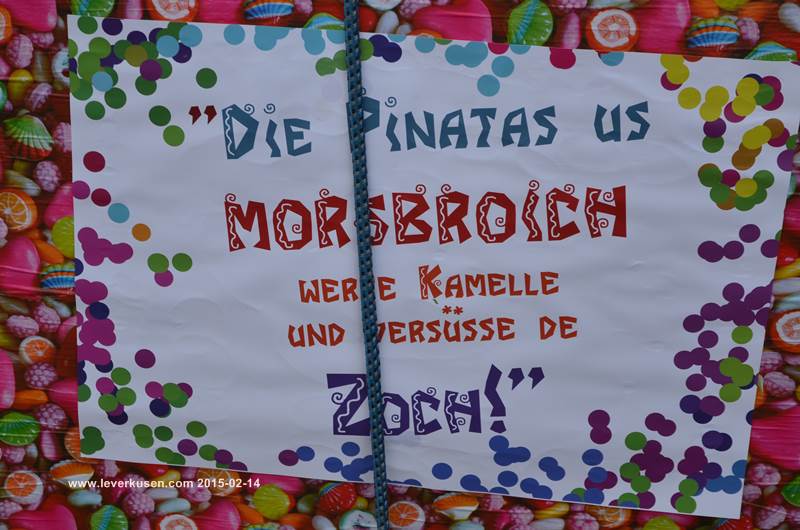 "Die Pinatas us
Morsbroich
werfe Kamelle
und versüsse de
Zoch!"
www.leverkusen.com 2015-02-14